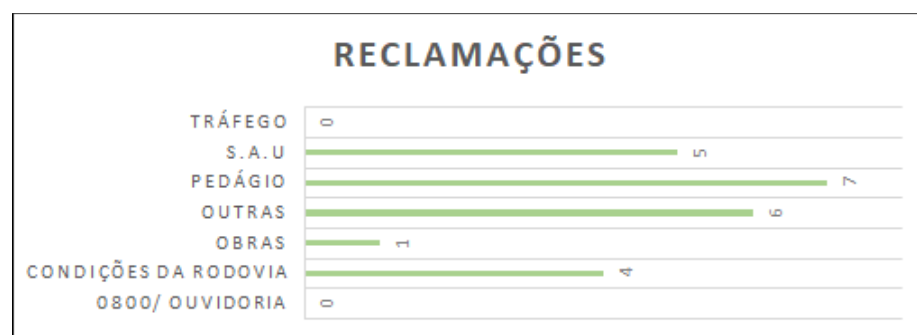 RECLAMAÇÕES
TRÁFEGO 0
S.A.U 5
PEDÁGIO 7
OUTRAS 6
OBRAS 1
CONDIÇÕES DA RODOVIA 4
0800/ OUVIDORIA 0